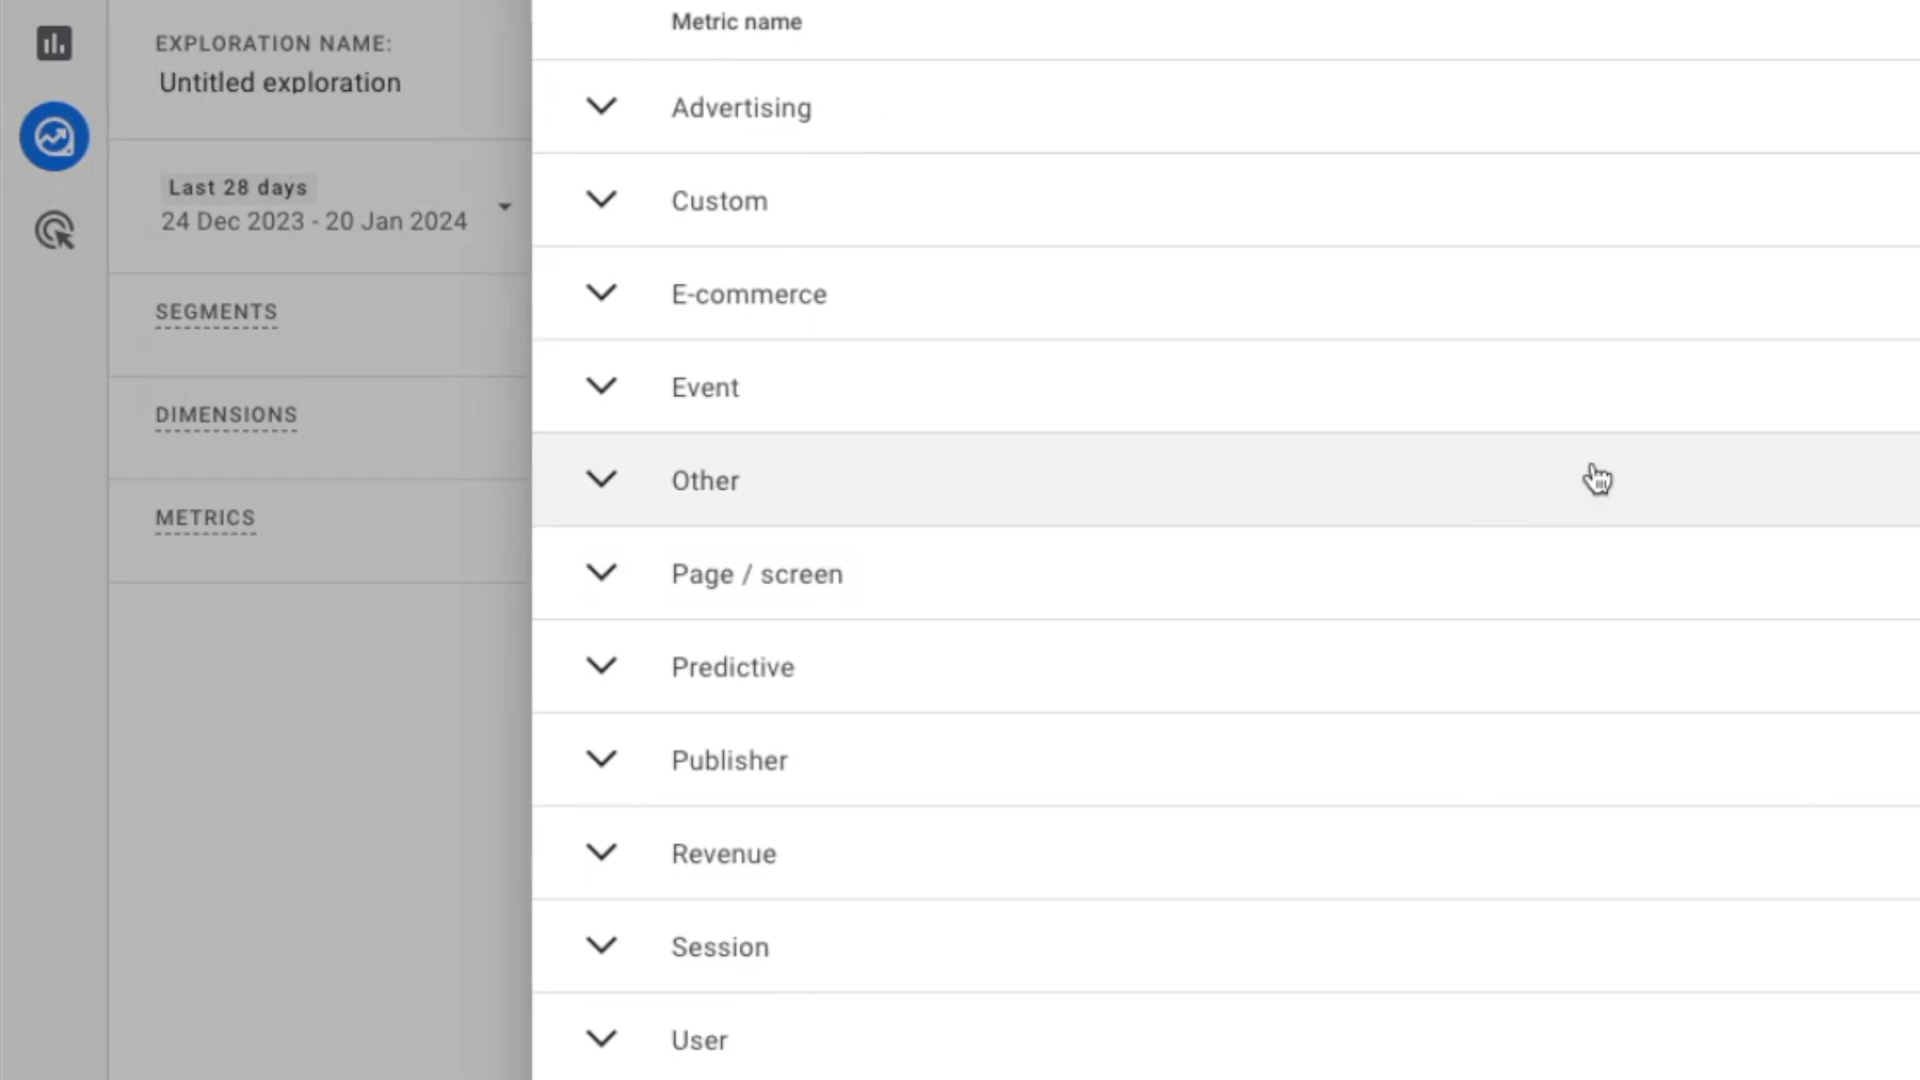 EXPLORATION NAME:
Untitled exploration
Last 28 days
24 Dec 2023 - 20 Jan 2024
SEGMENTS
DIMENSIONS
METRICS
Metric name
Advertising
Custom
E-commerce
Event
Other
Page / screen
Predictive
Publisher
Revenue
Session
User